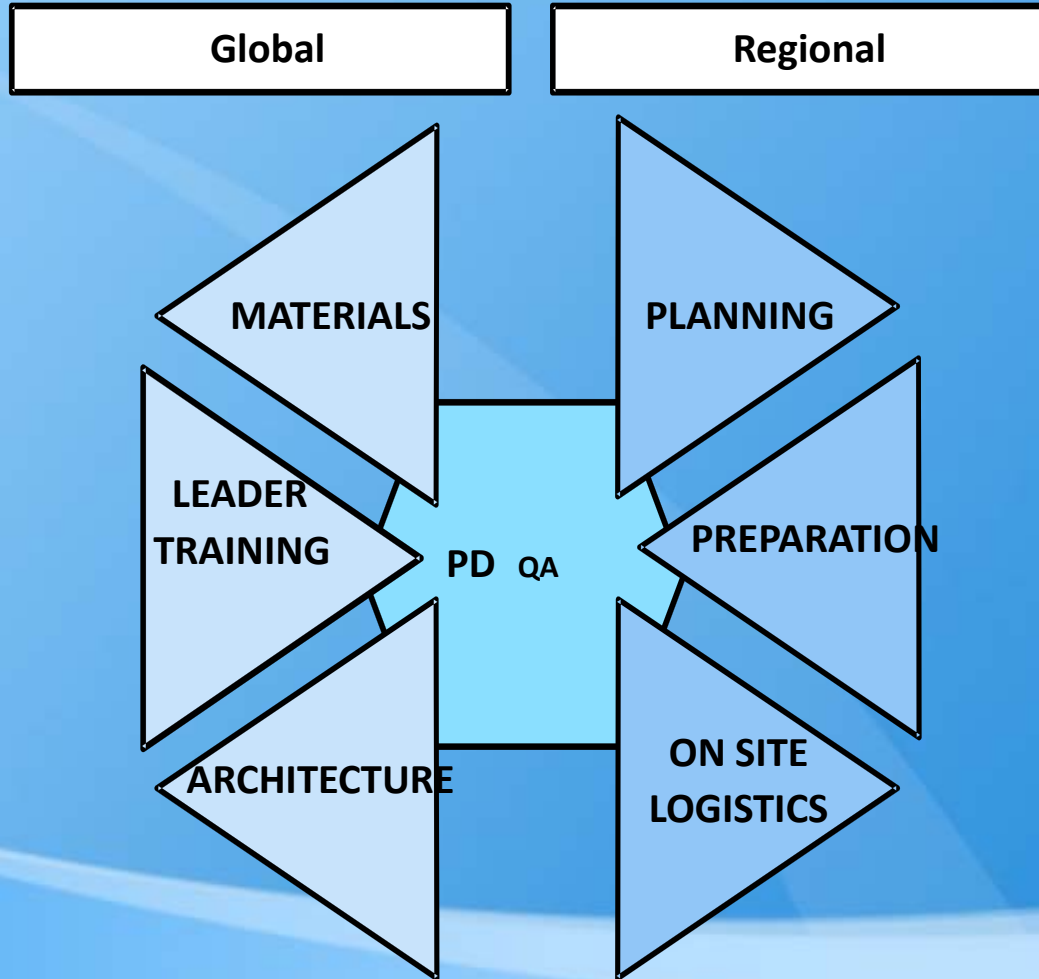 Global
Regional
MATERIALS
PLANNING
LEADER
TRAINING
PREPARATION
PD QA
ARCHITECTURE
ON SITE
LOGISTICS